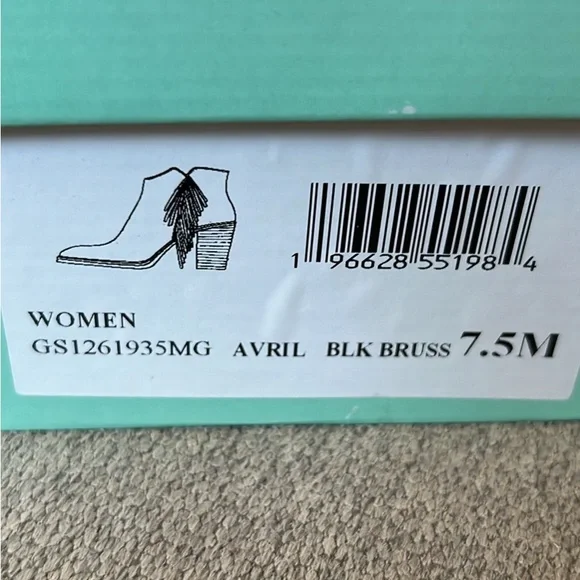 1 96628 55198 4
WOMEN
GS1261935MG AVRIL BLK BRUSS 7.5M